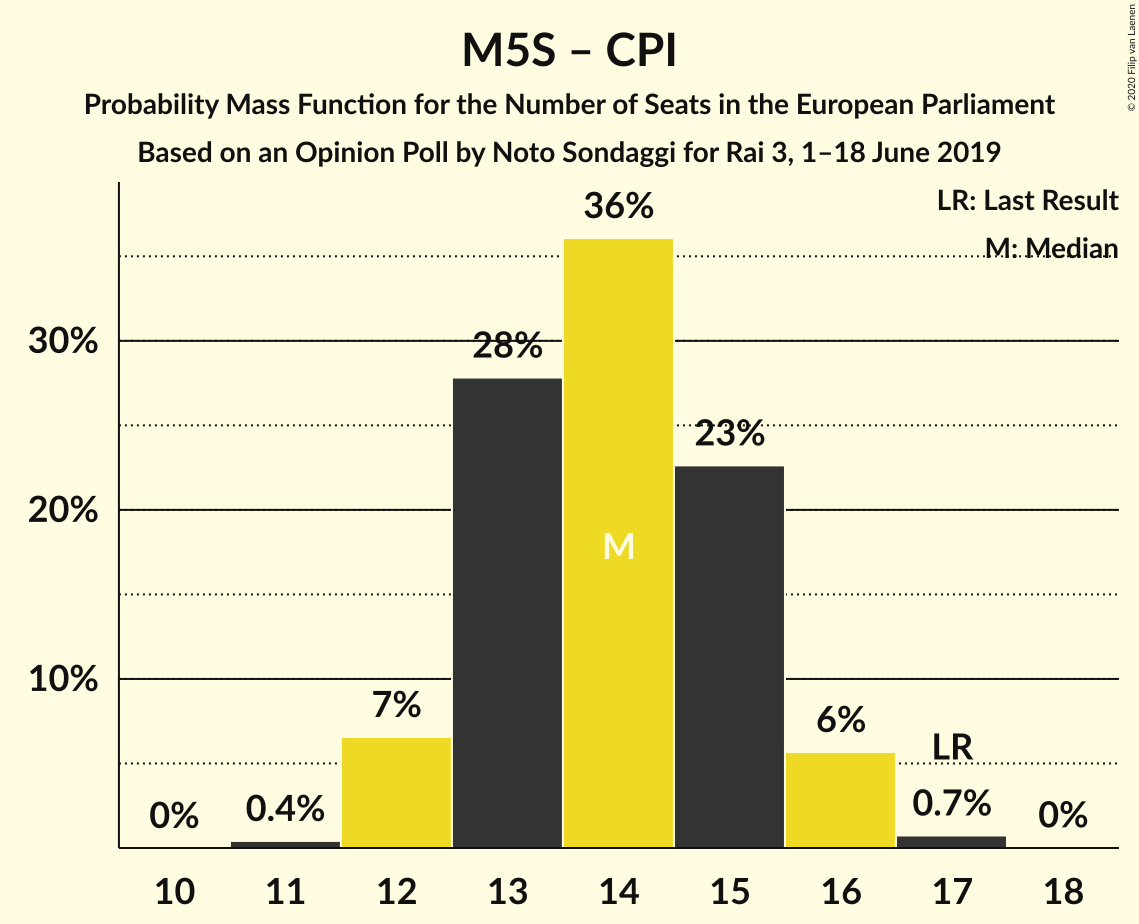 M5S – CPI
Probability Mass Function for the Number of Seats in the European Parliament
Based on an Opinion Poll by Noto Sondaggi for Rai 3, 1–18 June 2019
© 2020 Filip van Laenen
LR: Last Result
M: Median
36%
30%
28%
23%
20%
M
10%
7%
6%
LR
0%
0.4%
0.7%
0%
10 11 12 13 14 15 16 17 18